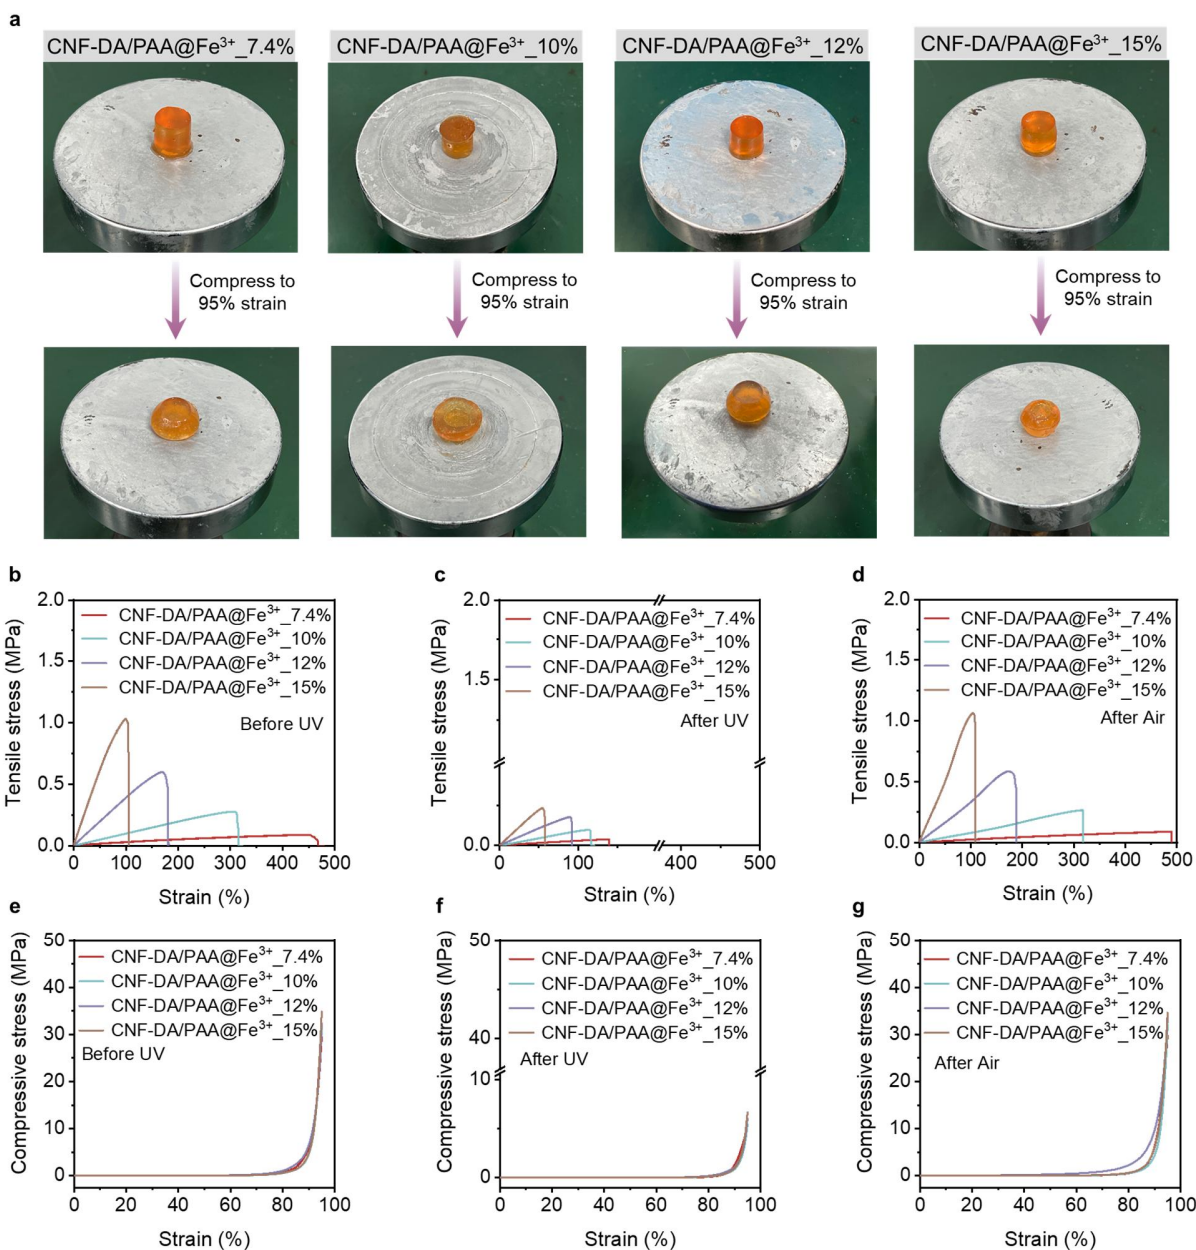 a
CNF-DA/PAA@Fe³⁺_7.4%
CNF-DA/PAA@Fe³⁺_10%
CNF-DA/PAA@Fe³⁺_12%
CNF-DA/PAA@Fe³⁺_15%
Compress to
95% strain
Compress to
95% strain
Compress to
95% strain
Compress to
95% strain
b
Tensile stress (MPa)
2.0
1.5
1.0
0.5
0.0
CNF-DA/PAA@Fe³⁺_7.4%
CNF-DA/PAA@Fe³⁺_10%
CNF-DA/PAA@Fe³⁺_12%
CNF-DA/PAA@Fe³⁺_15%
Before UV
0 100 200 300 400 500
Strain (%)
c
Tensile stress (MPa)
2.0
1.5
0.0
CNF-DA/PAA@Fe³⁺_7.4%
CNF-DA/PAA@Fe³⁺_10%
CNF-DA/PAA@Fe³⁺_12%
CNF-DA/PAA@Fe³⁺_15%
After UV
0 100 400 500
Strain (%)
d
Tensile stress (MPa)
2.0
1.5
1.0
0.5
0.0
CNF-DA/PAA@Fe³⁺_7.4%
CNF-DA/PAA@Fe³⁺_10%
CNF-DA/PAA@Fe³⁺_12%
CNF-DA/PAA@Fe³⁺_15%
After Air
0 100 200 300 400 500
Strain (%)
e
Compressive stress (MPa)
50
40
30
20
10
0
CNF-DA/PAA@Fe³⁺_7.4%
CNF-DA/PAA@Fe³⁺_10%
CNF-DA/PAA@Fe³⁺_12%
CNF-DA/PAA@Fe³⁺_15%
Before UV
0 20 40 60 80 100
Strain (%)
f
Compressive stress (MPa)
50
40
10
0
CNF-DA/PAA@Fe³⁺_7.4%
CNF-DA/PAA@Fe³⁺_10%
CNF-DA/PAA@Fe³⁺_12%
CNF-DA/PAA@Fe³⁺_15%
After UV
0 20 40 60 80 100
Strain (%)
g
Compressive stress (MPa)
50
40
30
20
10
0
CNF-DA/PAA@Fe³⁺_7.4%
CNF-DA/PAA@Fe³⁺_10%
CNF-DA/PAA@Fe³⁺_12%
CNF-DA/PAA@Fe³⁺_15%
After Air
0 20 40 60 80 100
Strain (%)